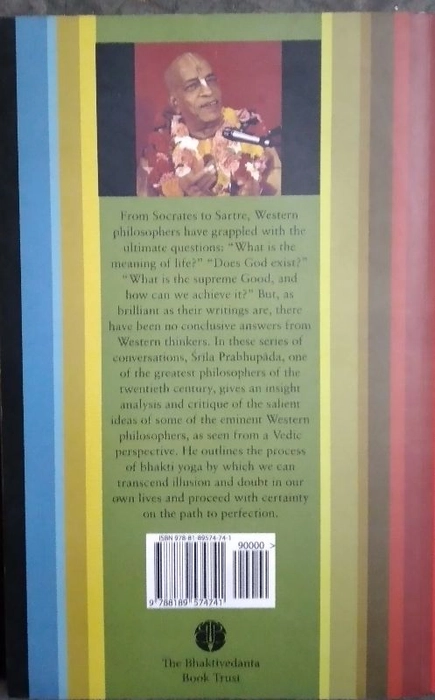 From Socrates to Sartre, Western
philosophers have grappled with the
ultimate questions: "What is the
meaning of life?" "Does God exist?"
"What is the supreme Good, and
how can we achieve it?" But, as
brilliant as their writings are, there
have been no conclusive answers from
Western thinkers. In these series of
conversations, Śrīla Prabhupāda, one
of the greatest philosophers of the
twentieth century, gives an insight
analysis and critique of the salient
ideas of some of the eminent Western
philosophers, as seen from a Vedic
perspective. He outlines the process
of bhakti yoga by which we can
transcend illusion and doubt in our
own lives and proceed with certainty
on the path to perfection.
ISBN 978-81-89574-74-1
90000 >
9 788189 574741
The Bhaktivedanta
Book Trust